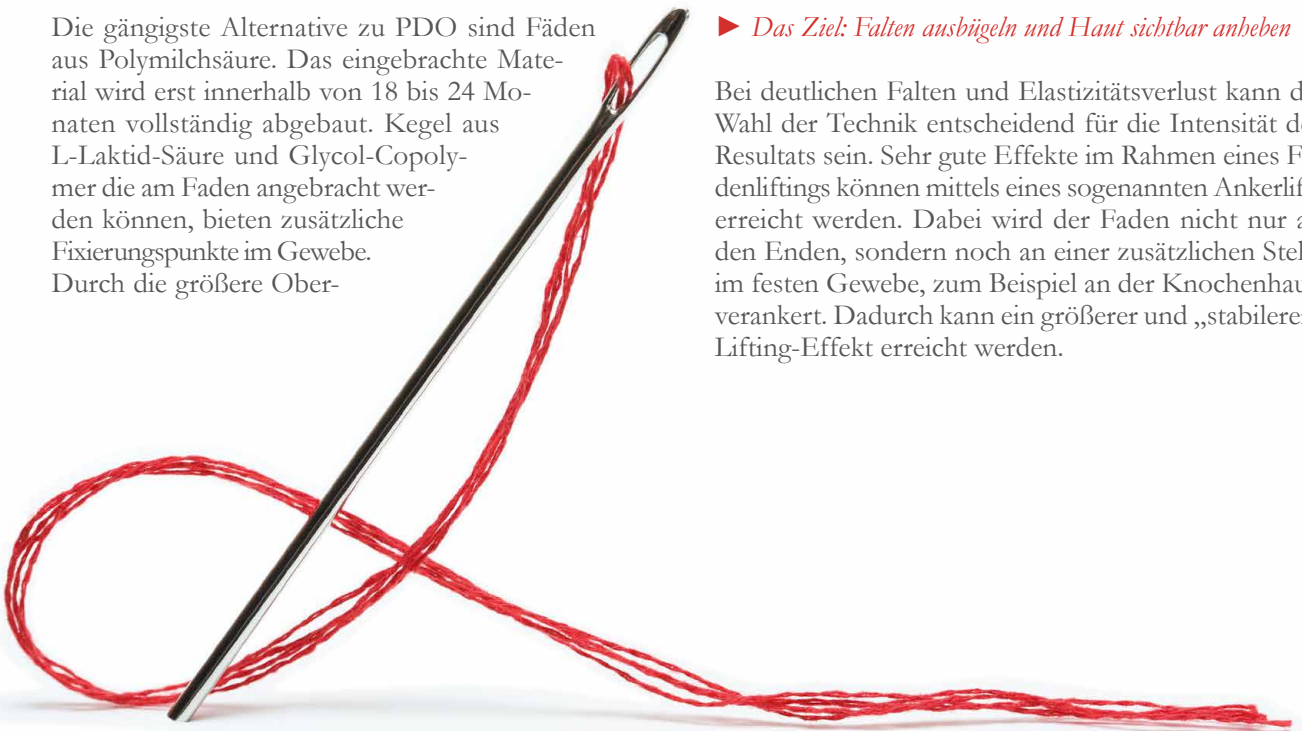 Die gängigste Alternative zu PDO sind Fäden
aus Polymilchsäure. Das eingebrachte Mate-
rial wird erst innerhalb von 18 bis 24 Mo-
naten vollständig abgebaut. Kegel aus
L-Laktid-Säure und Glycol-Copoly-
mer die am Faden angebracht wer-
den können, bieten zusätzliche
Fixierungspunkte im Gewebe.
Durch die größere Ober-
► Das Ziel: Falten ausbügeln und Haut sichtbar anheben
Bei deutlichen Falten und Elastizitätsverlust kann d
Wahl der Technik entscheidend für die Intensität de
Resultats sein. Sehr gute Effekte im Rahmen eines F
denliftings können mittels eines sogenannten Ankerlif
erreicht werden. Dabei wird der Faden nicht nur a
den Enden, sondern noch an einer zusätzlichen Stel
im festen Gewebe, zum Beispiel an der Knochenhau
verankert. Dadurch kann ein größerer und „stabilere
Lifting-Effekt erreicht werden.